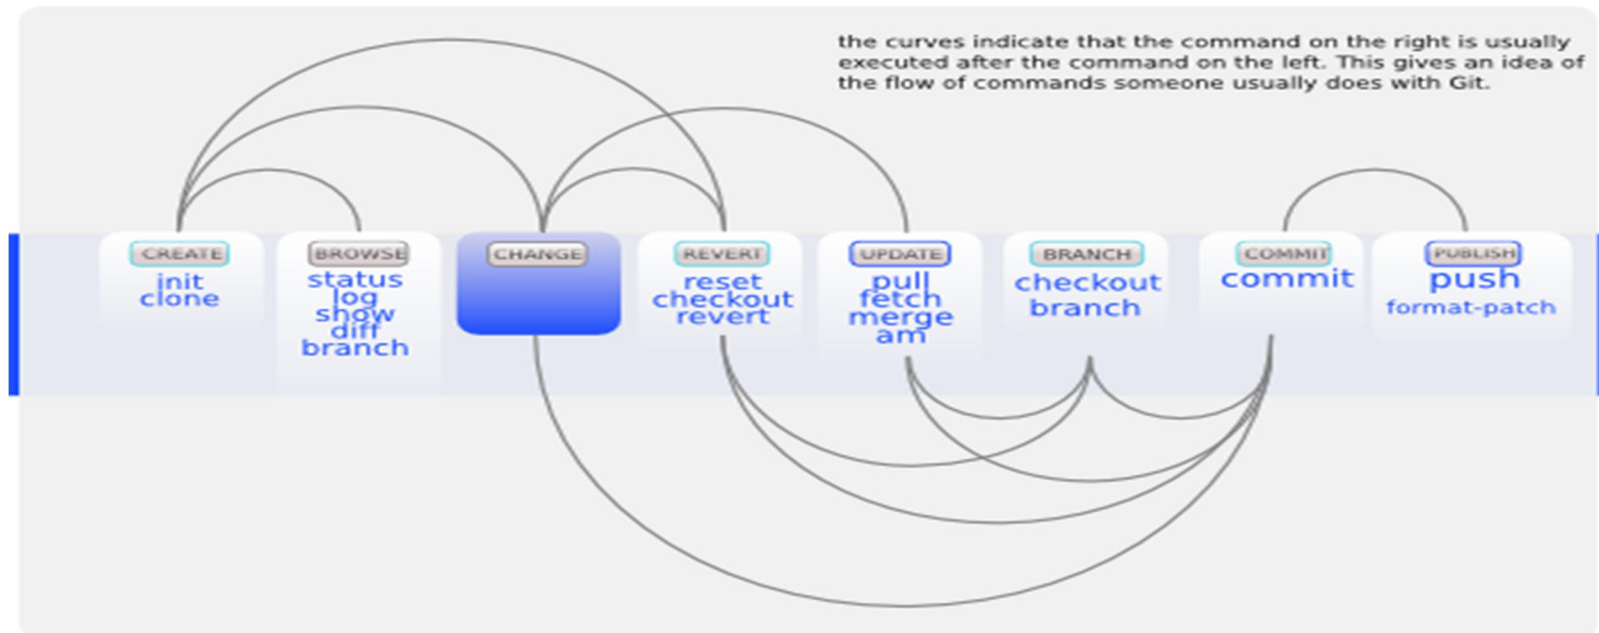 the curves indicate that the command on the right is usually
executed after the command on the left. This gives an idea of
the flow of commands someone usually does with Git.
CREATE
init
clone
BROWSE
status
log
show
diff
branch
CHANGE
REVERT
reset
checkout
revert
UPDATE
pull
fetch
merge
am
BRANCH
checkout
branch
COMMIT
commit
PUBLISH
push
format-patch